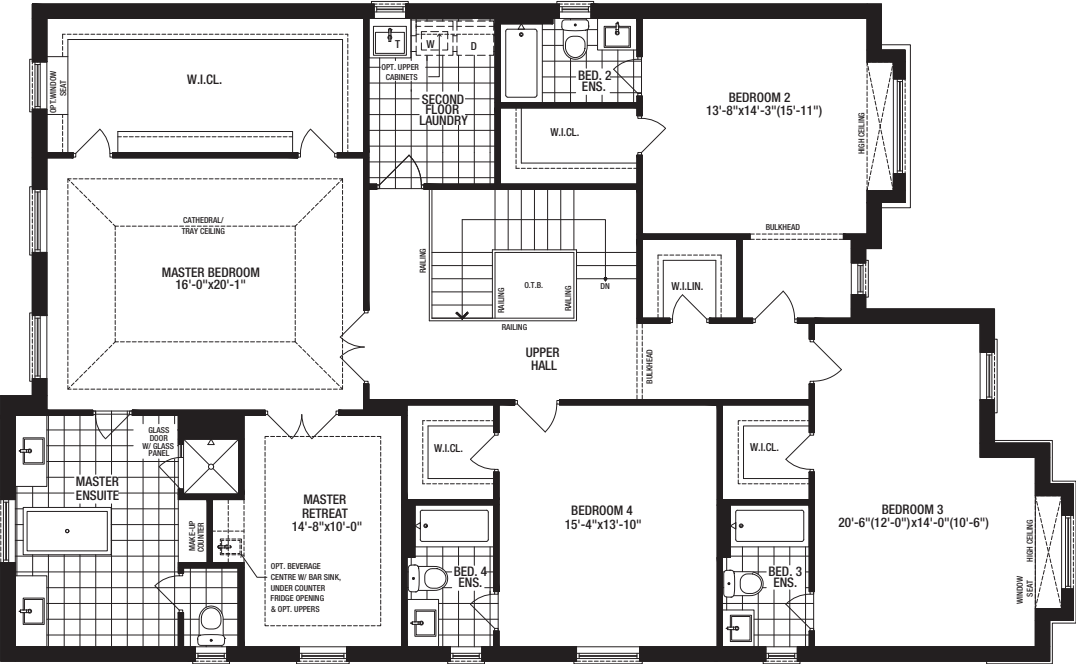 OPT.WINDOW
SEAT
W.I.CL.
T
W
D
OPT. UPPER
CABINETS
SECOND
FLOOR
LAUNDRY
BED. 2
ENS.
W.I.CL.
BEDROOM 2
13'-8"x14'-3"(15'-11")
HIGH CEILING
BULKHEAD
CATHEDRAL/
TRAY CEILING
MASTER BEDROOM
16'-0"x20'-1"
RAILING
RAILING
O.T.B.
RAILING
DN
RAILING
W.I.LIN.
UPPER
HALL
BULKHEAD
GLASS
DOOR
W/ GLASS
PANEL
MASTER
ENSUITE
MAKE-UP
COUNTER
MASTER
RETREAT
14'-8"x10'-0"
OPT. BEVERAGE
CENTRE W/ BAR SINK,
UNDER COUNTER
FRIDGE OPENING
& OPT. UPPERS
W.I.CL.
BED. 4
ENS.
BEDROOM 4
15'-4"x13'-10"
W.I.CL.
BED. 3
ENS.
BEDROOM 3
20'-6"(12'-0")x14'-0"(10'-6")
WINDOW
SEAT
HIGH CEILING